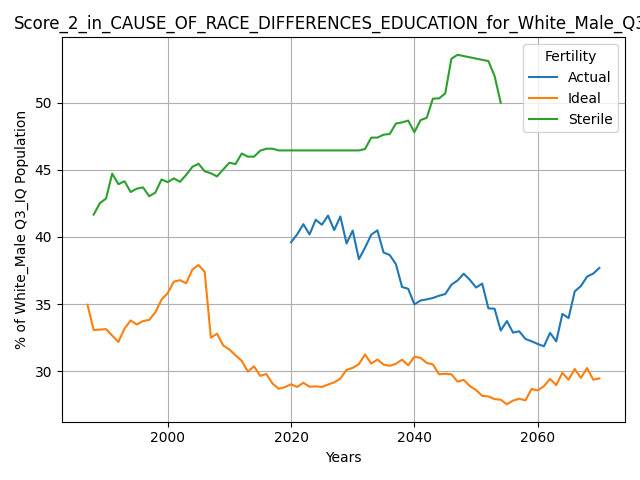 Score_2_in_CAUSE_OF_RACE_DIFFERENCES_EDUCATION_for_White_Male_Q3
Fertility
Actual
Ideal
Sterile
% of White_Male Q3_IQ Population
50
45
40
35
30
2000
2020
2040
2060
Years